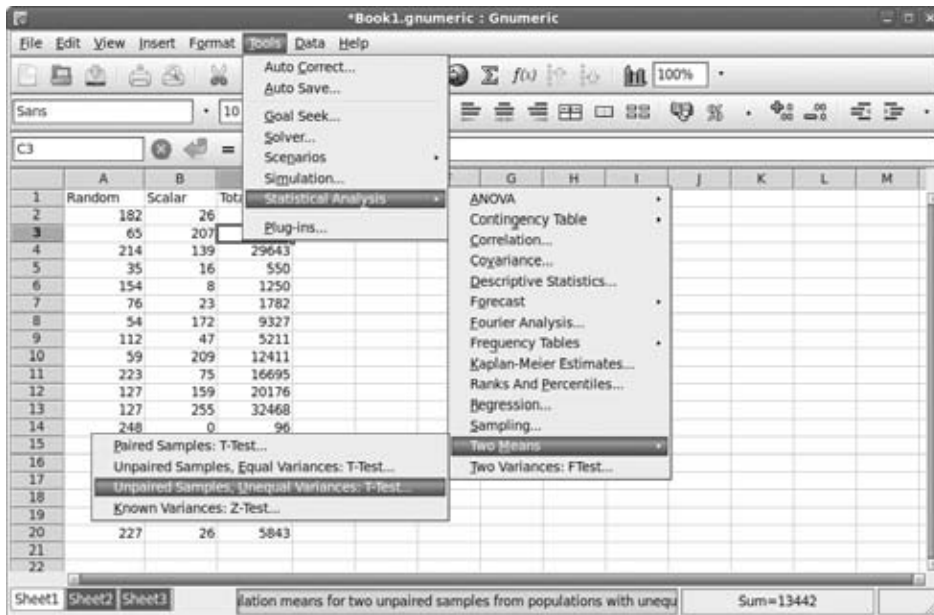 *Book1.gnumeric : Gnumeric
File Edit View Insert Format Tools Data Help
f(x) 100%
Sans 10 %
C3 =
Auto Correct...
Auto Save...
Goal Seek...
Solver...
Scenarios
Simulation...
Statistical Analysis
Plug-ins...
ANOVA
Contingency Table
Correlation...
Covariance...
Descriptive Statistics...
Forecast
Fourier Analysis...
Frequency Tables
Kaplan-Meier Estimates...
Ranks And Percentiles...
Regression...
Sampling...
Two Means
Two Variances: FTest...
Paired Samples: T-Test...
Unpaired Samples, Equal Variances: T-Test...
Unpaired Samples, Unequal Variances: T-Test...
Known Variances: Z-Test...
A B G H I J K L M
1 Random Scalar
2 182 26
3 65 207
4 214 139 29643
5 35 16 550
6 154 8 1250
7 76 23 1782
8 54 172 9327
9 112 47 5211
10 59 209 12411
11 223 75 16695
12 127 159 20176
13 127 255 32468
14 248 0 96
15
16
17
18
19
20 227 26 5843
21
22
Sheet1 Sheet2 Sheet3 lation means for two unpaired samples from populations with unequ Sum=13442